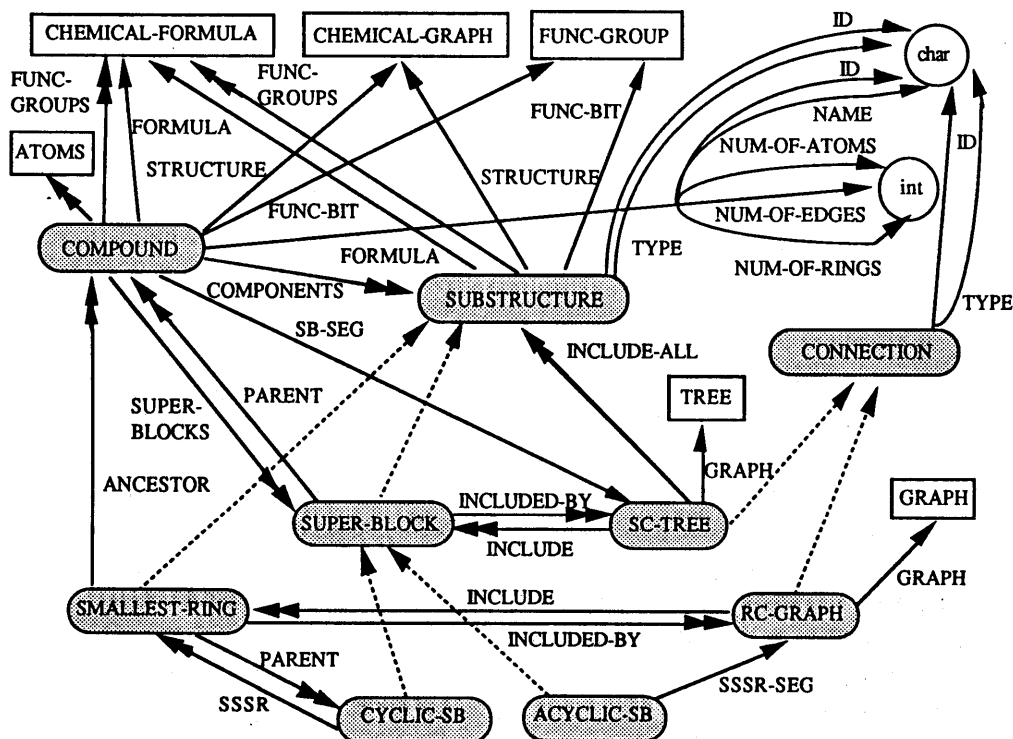 ID
CHEMICAL-FORMULA
CHEMICAL-GRAPH
FUNC-GROUP
char
FUNC-
GROUPS
FUNC-
GROUPS
ID
FUNC-BIT
NAME
FORMULA
ATOMS
ID
NUM-OF-ATOMS
STRUCTURE
STRUCTURE
int
FUNC-BIT
NUM-OF-EDGES
COMPOUND
TYPE
FORMULA
NUM-OF-RINGS
COMPONENTS
SUBSTRUCTURE
TYPE
SB-SEG
INCLUDE-ALL
CONNECTION
PARENT
TREE
SUPER-
BLOCKS
GRAPH
ANCESTOR
GRAPH
INCLUDED-BY
SUPER-BLOCK
SC-TREE
INCLUDE
GRAPH
INCLUDE
SMALLEST-RING
RC-GRAPH
INCLUDED-BY
PARENT
SSSR
SSSR-SEG
CYCLIC-SB
ACYCLIC-SB